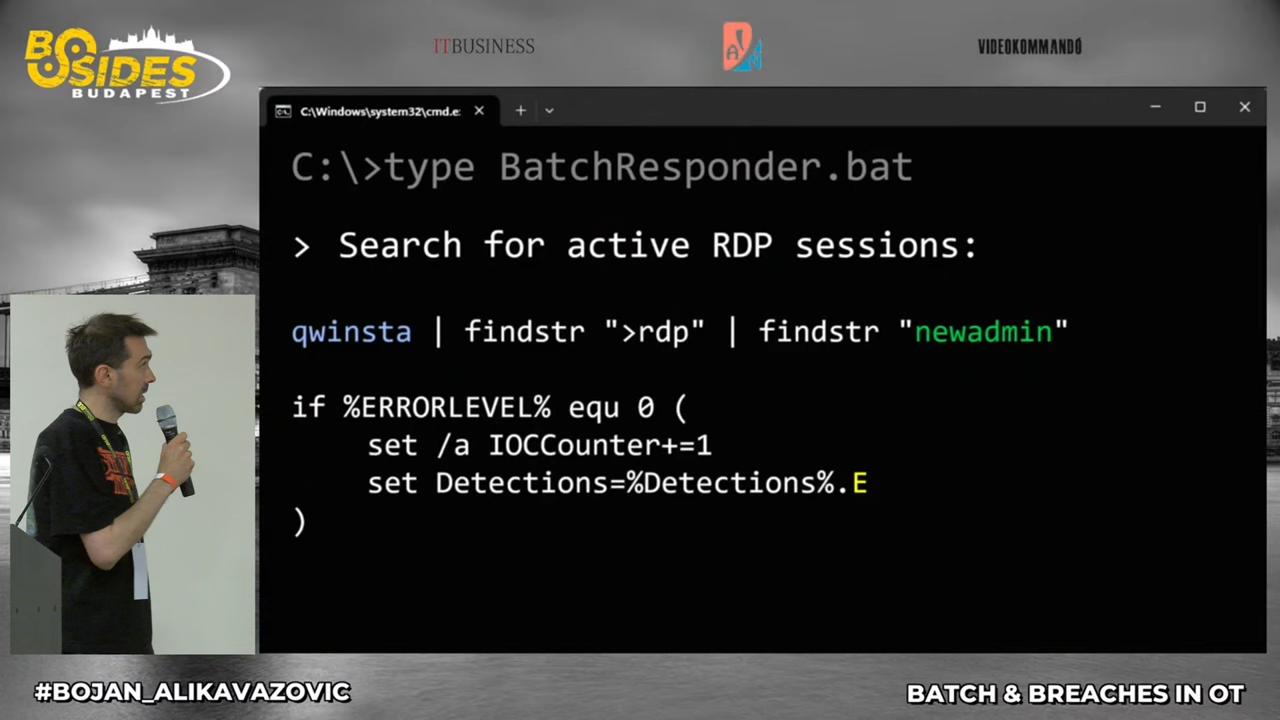 BSIDES
BUDAPEST
ITBUSINESS
VIDEOKOMMANDÓ
C:\Windows\system32\cmd.e:
C:\>type BatchResponder.bat
> Search for active RDP sessions:
qwinsta | findstr ">rdp" | findstr "newadmin"
if %ERRORLEVEL% equ 0 (
set /a IOCCounter+=1
set Detections=%Detections%.E
)
#BOJAN_ALIKAVAZOVIC
BATCH & BREACHES IN OT